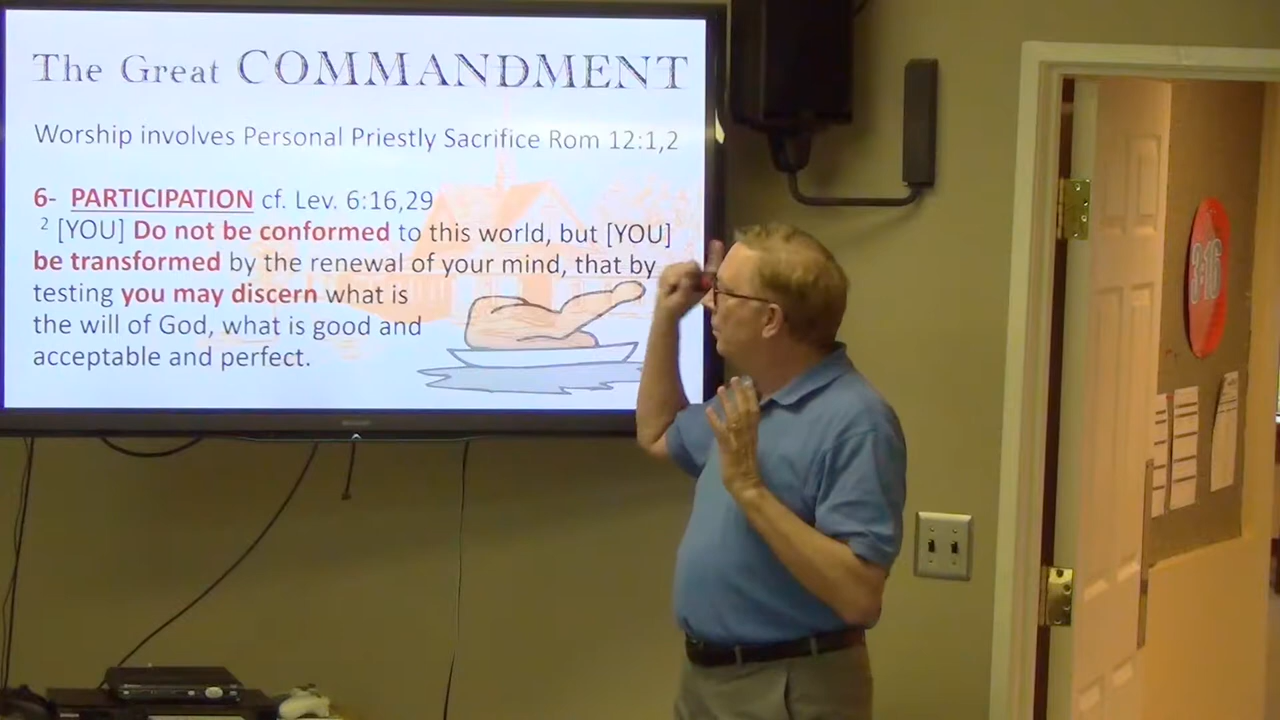 The Great COMMANDMENT
Worship involves Personal Priestly Sacrifice Rom 12:1,2
6- PARTICIPATION cf. Lev. 6:16,29
2 [YOU] Do not be conformed to this world, but [YOU]
be transformed by the renewal of your mind, that by
testing you may discern what is
the will of God, what is good and
acceptable and perfect.
3:16